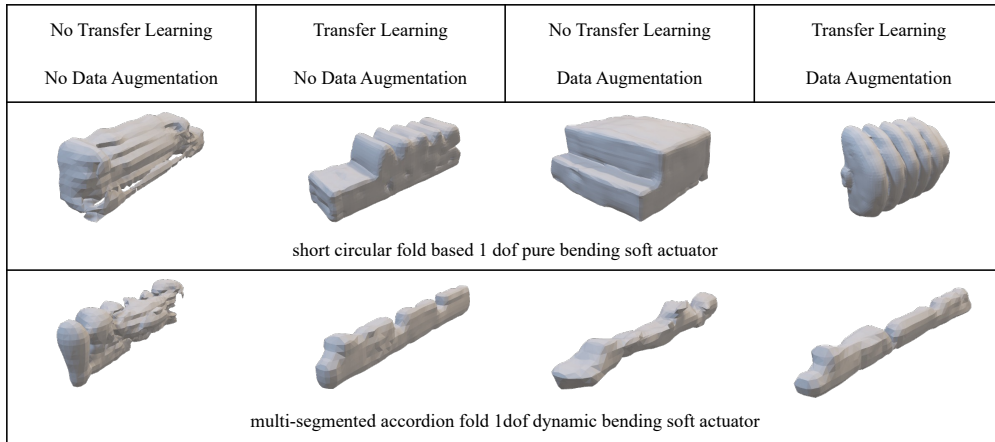 No Transfer Learning
No Data Augmentation
Transfer Learning
No Data Augmentation
No Transfer Learning
Data Augmentation
Transfer Learning
Data Augmentation
short circular fold based 1 dof pure bending soft actuator
multi-segmented accordion fold 1dof dynamic bending soft actuator